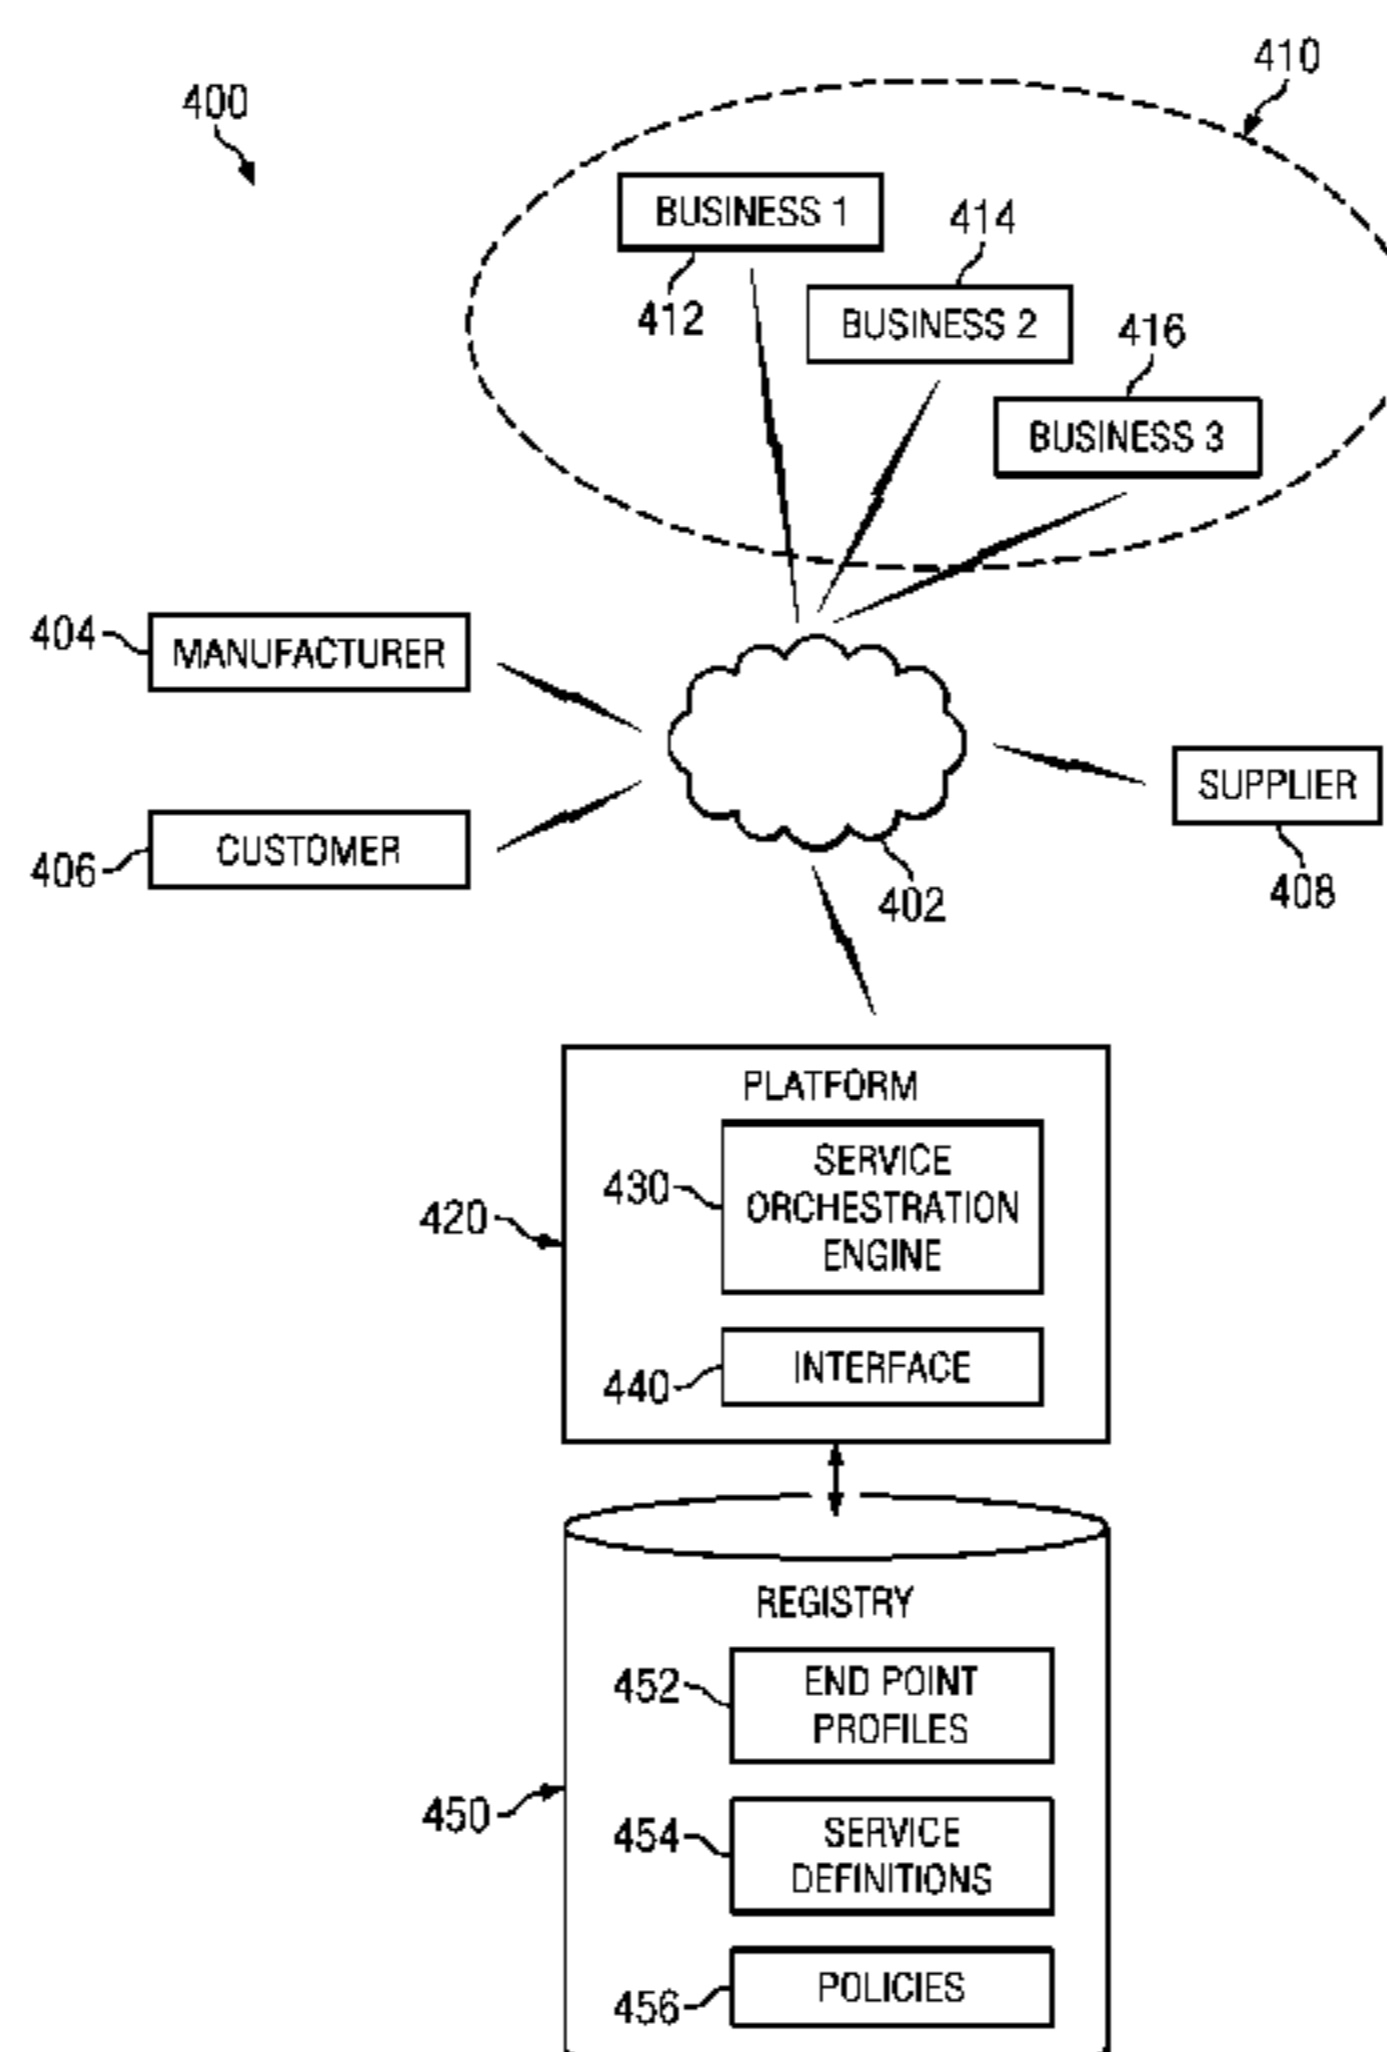 410
400
BUSINESS 1
414
412
BUSINESS 2
416
BUSINESS 3
404
MANUFACTURER
SUPPLIER
406
CUSTOMER
402
408
PLATFORM
430
SERVICE
ORCHESTRATION
ENGINE
420
440
INTERFACE
REGISTRY
452
END POINT
PROFILES
450
454
SERVICE
DEFINITIONS
456
POLICIES